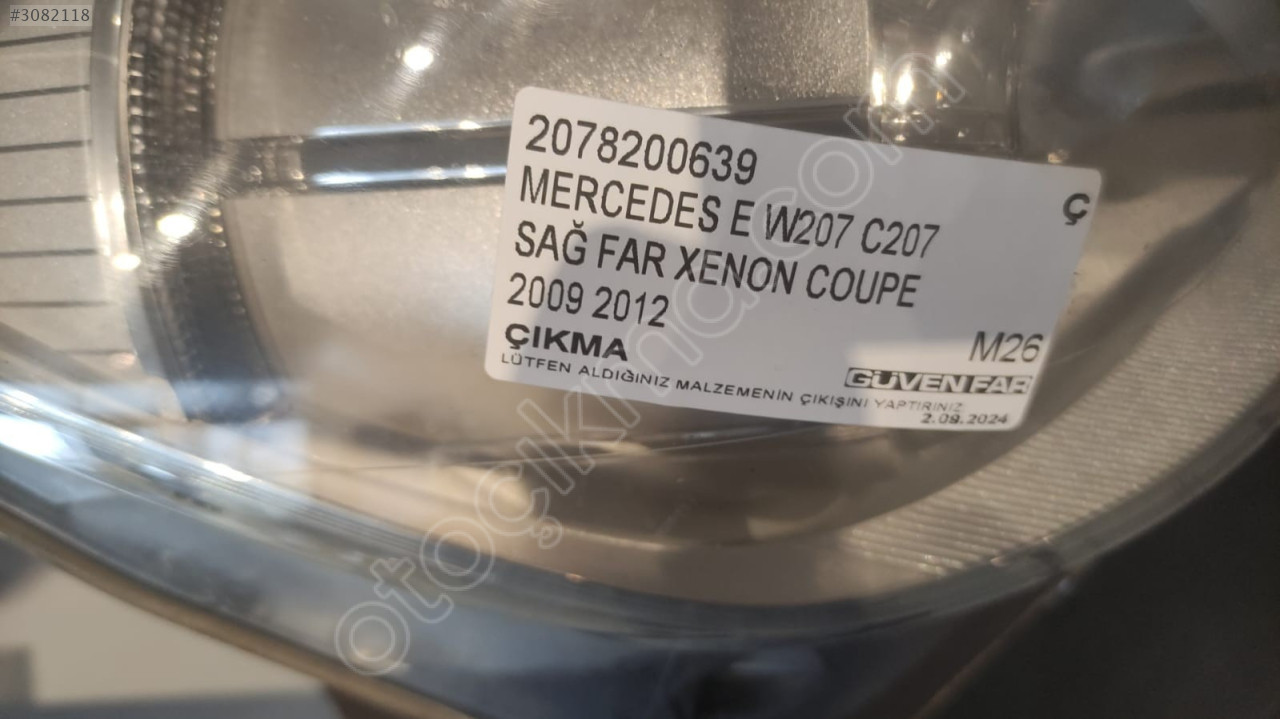 #3082118
2078200639
MERCEDES E W207 C207
Ç
SAĞ FAR XENON COUPE
2009 2012
M26
ÇIKMA
GÜVEN FAR
LÜTFEN ALDIĞINIZ MALZEMENİN ÇIKIŞINI YAPTIRINIZ
2.09.2024
otoçıkma.com